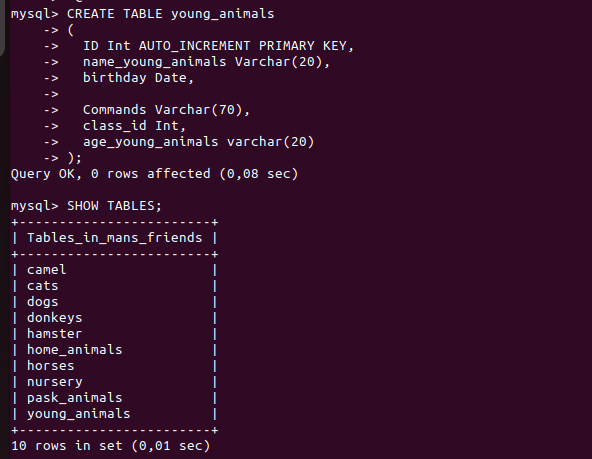 mysql> CREATE TABLE young_animals
    -> (
    ->   ID Int AUTO_INCREMENT PRIMARY KEY,
    ->   name_young_animals Varchar(20),
    ->   birthday Date,
    ->
    ->   Commands Varchar(70),
    ->   class_id Int,
    ->   age_young_animals varchar(20)
    -> );
Query OK, 0 rows affected (0,08 sec)

mysql> SHOW TABLES;
+------------------------+
| Tables_in_mans_friends |
+------------------------+
| camel                  |
| cats                   |
| dogs                   |
| donkeys                |
| hamster                |
| home_animals           |
| horses                 |
| nursery                |
| pask_animals           |
| young_animals          |
+------------------------+
10 rows in set (0,01 sec)